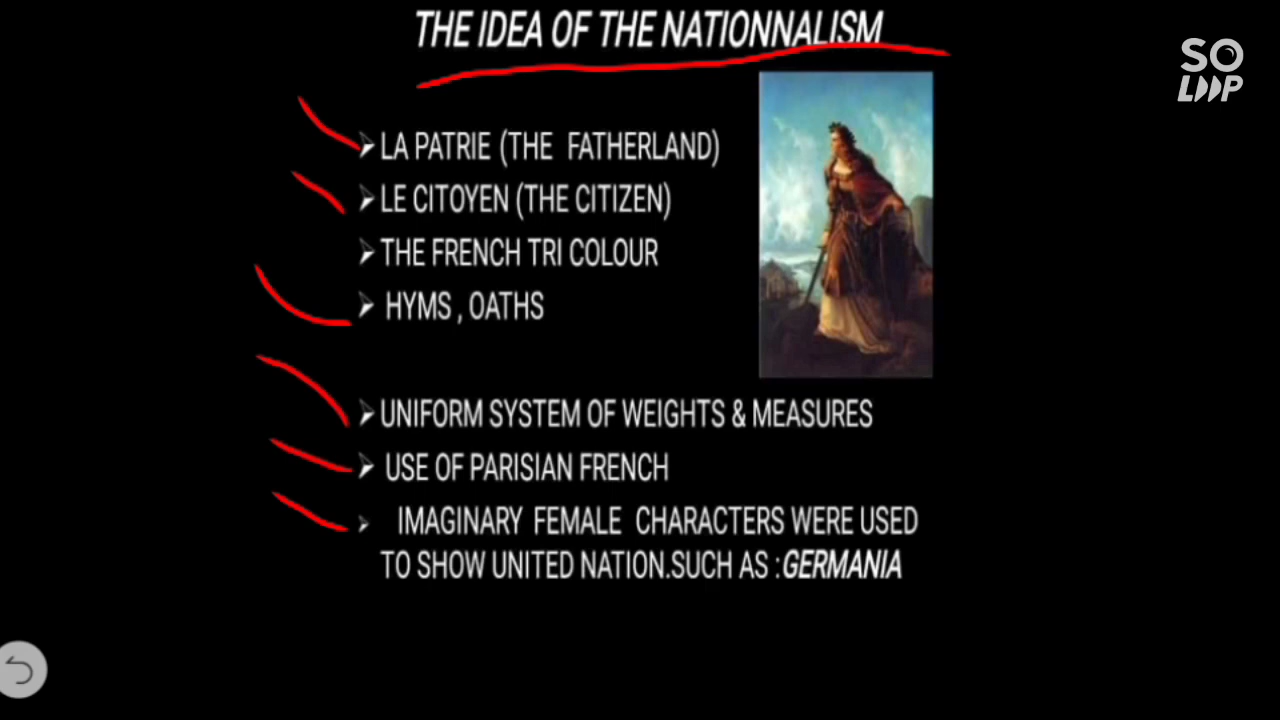 THE IDEA OF THE NATIONNALISM
SO
LOOP
LA PATRIE (THE FATHERLAND)
LE CITOYEN (THE CITIZEN)
THE FRENCH TRI COLOUR
HYMS , OATHS
UNIFORM SYSTEM OF WEIGHTS & MEASURES
USE OF PARISIAN FRENCH
IMAGINARY FEMALE CHARACTERS WERE USED
TO SHOW UNITED NATION.SUCH AS :GERMANIA